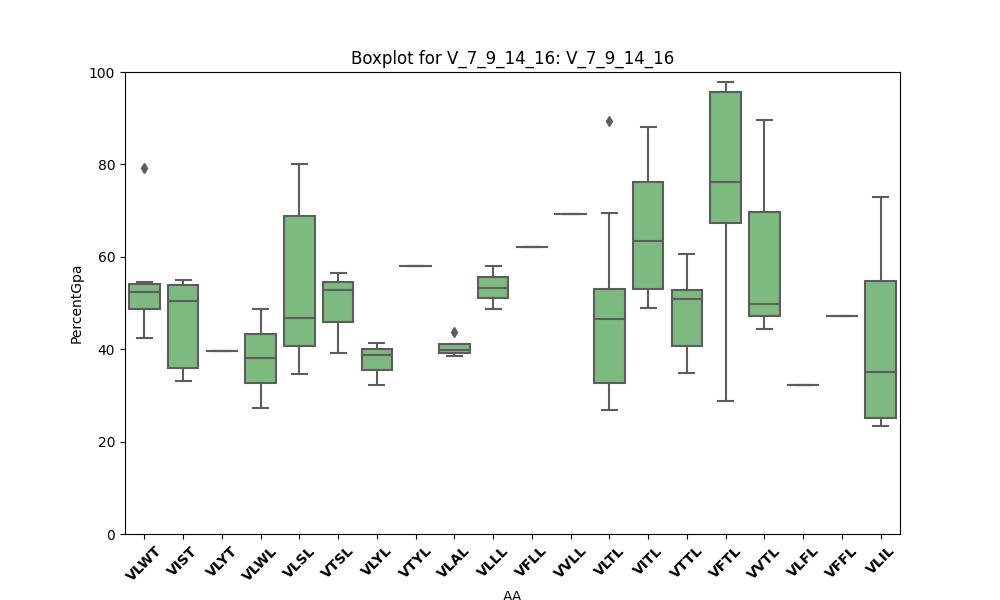 Boxplot for V_7_9_14_16: V_7_9_14_16
100
80
60
40
20
0
PercentGpa
VLWT VIST VLYT VLWL VLSL VTSL VLYL VTYL VLAL VLLL VFLL VVLL VLTL VITL VTTL VFTL VVTL VLFL VFFL VLIL
AA